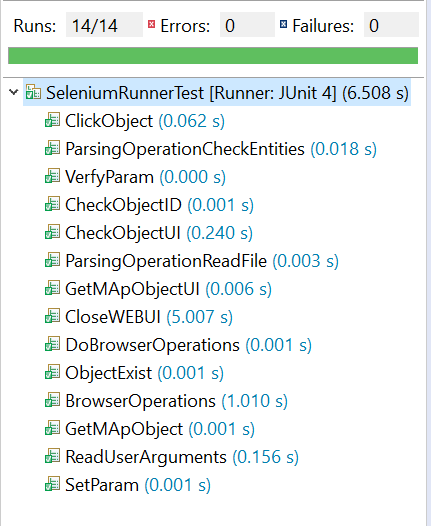 Runs: 14/14 Errors: 0 Failures: 0
SeleniumRunnerTest [Runner: JUnit 4] (6.508 s)
ClickObject (0.062 s)
ParsingOperationCheckEntities (0.018 s)
VerfyParam (0.000 s)
CheckObjectID (0.001 s)
CheckObjectUI (0.240 s)
ParsingOperationReadFile (0.003 s)
GetMApObjectUI (0.006 s)
CloseWEBUI (5.007 s)
DoBrowserOperations (0.001 s)
ObjectExist (0.001 s)
BrowserOperations (1.010 s)
GetMApObject (0.001 s)
ReadUserArguments (0.156 s)
SetParam (0.001 s)